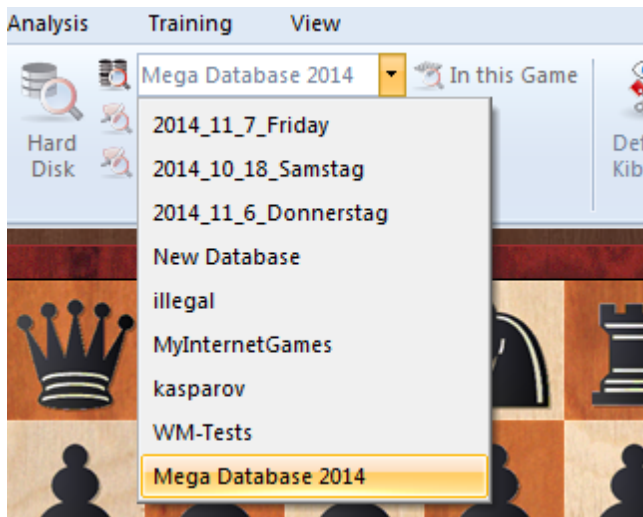 Analysis Training View
Mega Database 2014 In this Game
Hard
Disk
2014_11_7_Friday
2014_10_18_Samstag
2014_11_6_Donnerstag
New Database
illegal
MyInternetGames
kasparov
WM-Tests
Mega Database 2014